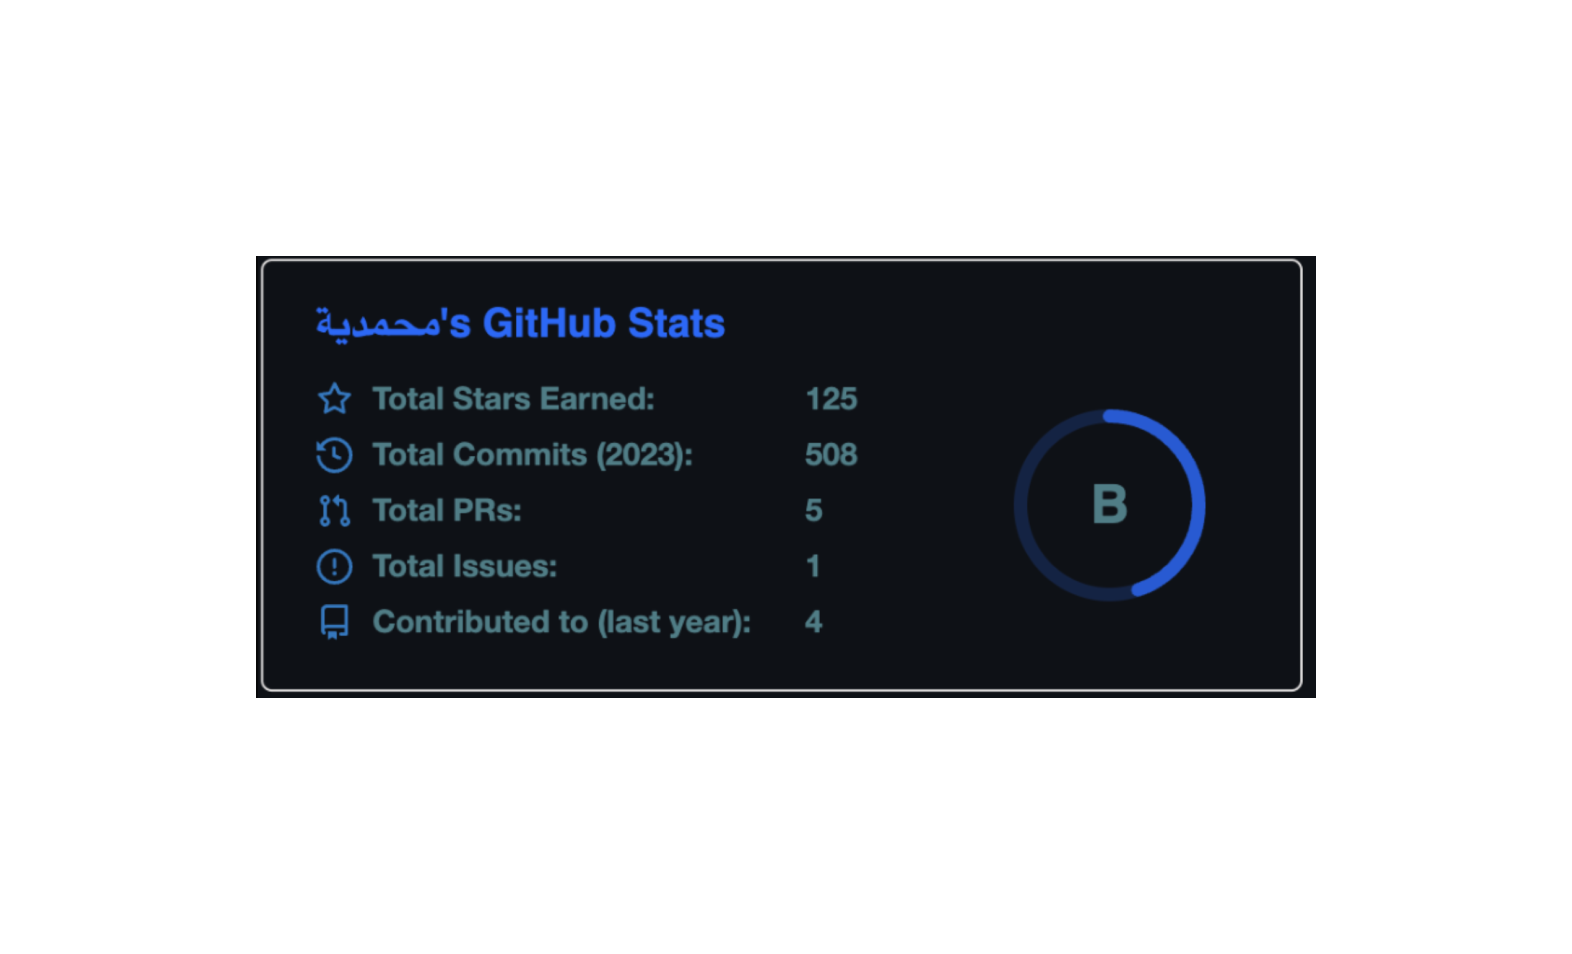 محمدية's GitHub Stats
Total Stars Earned: 125
Total Commits (2023): 508
Total PRs: 5
Total Issues: 1
Contributed to (last year): 4
B